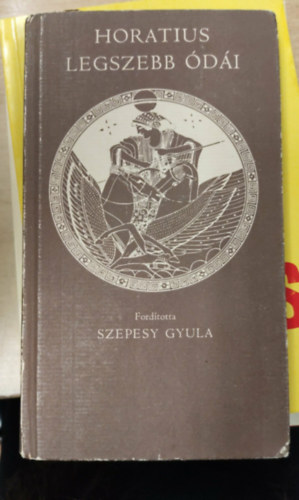 HORATIUS
LEGSZEBB ÓDÁI
Fordította
SZEPESY GYULA